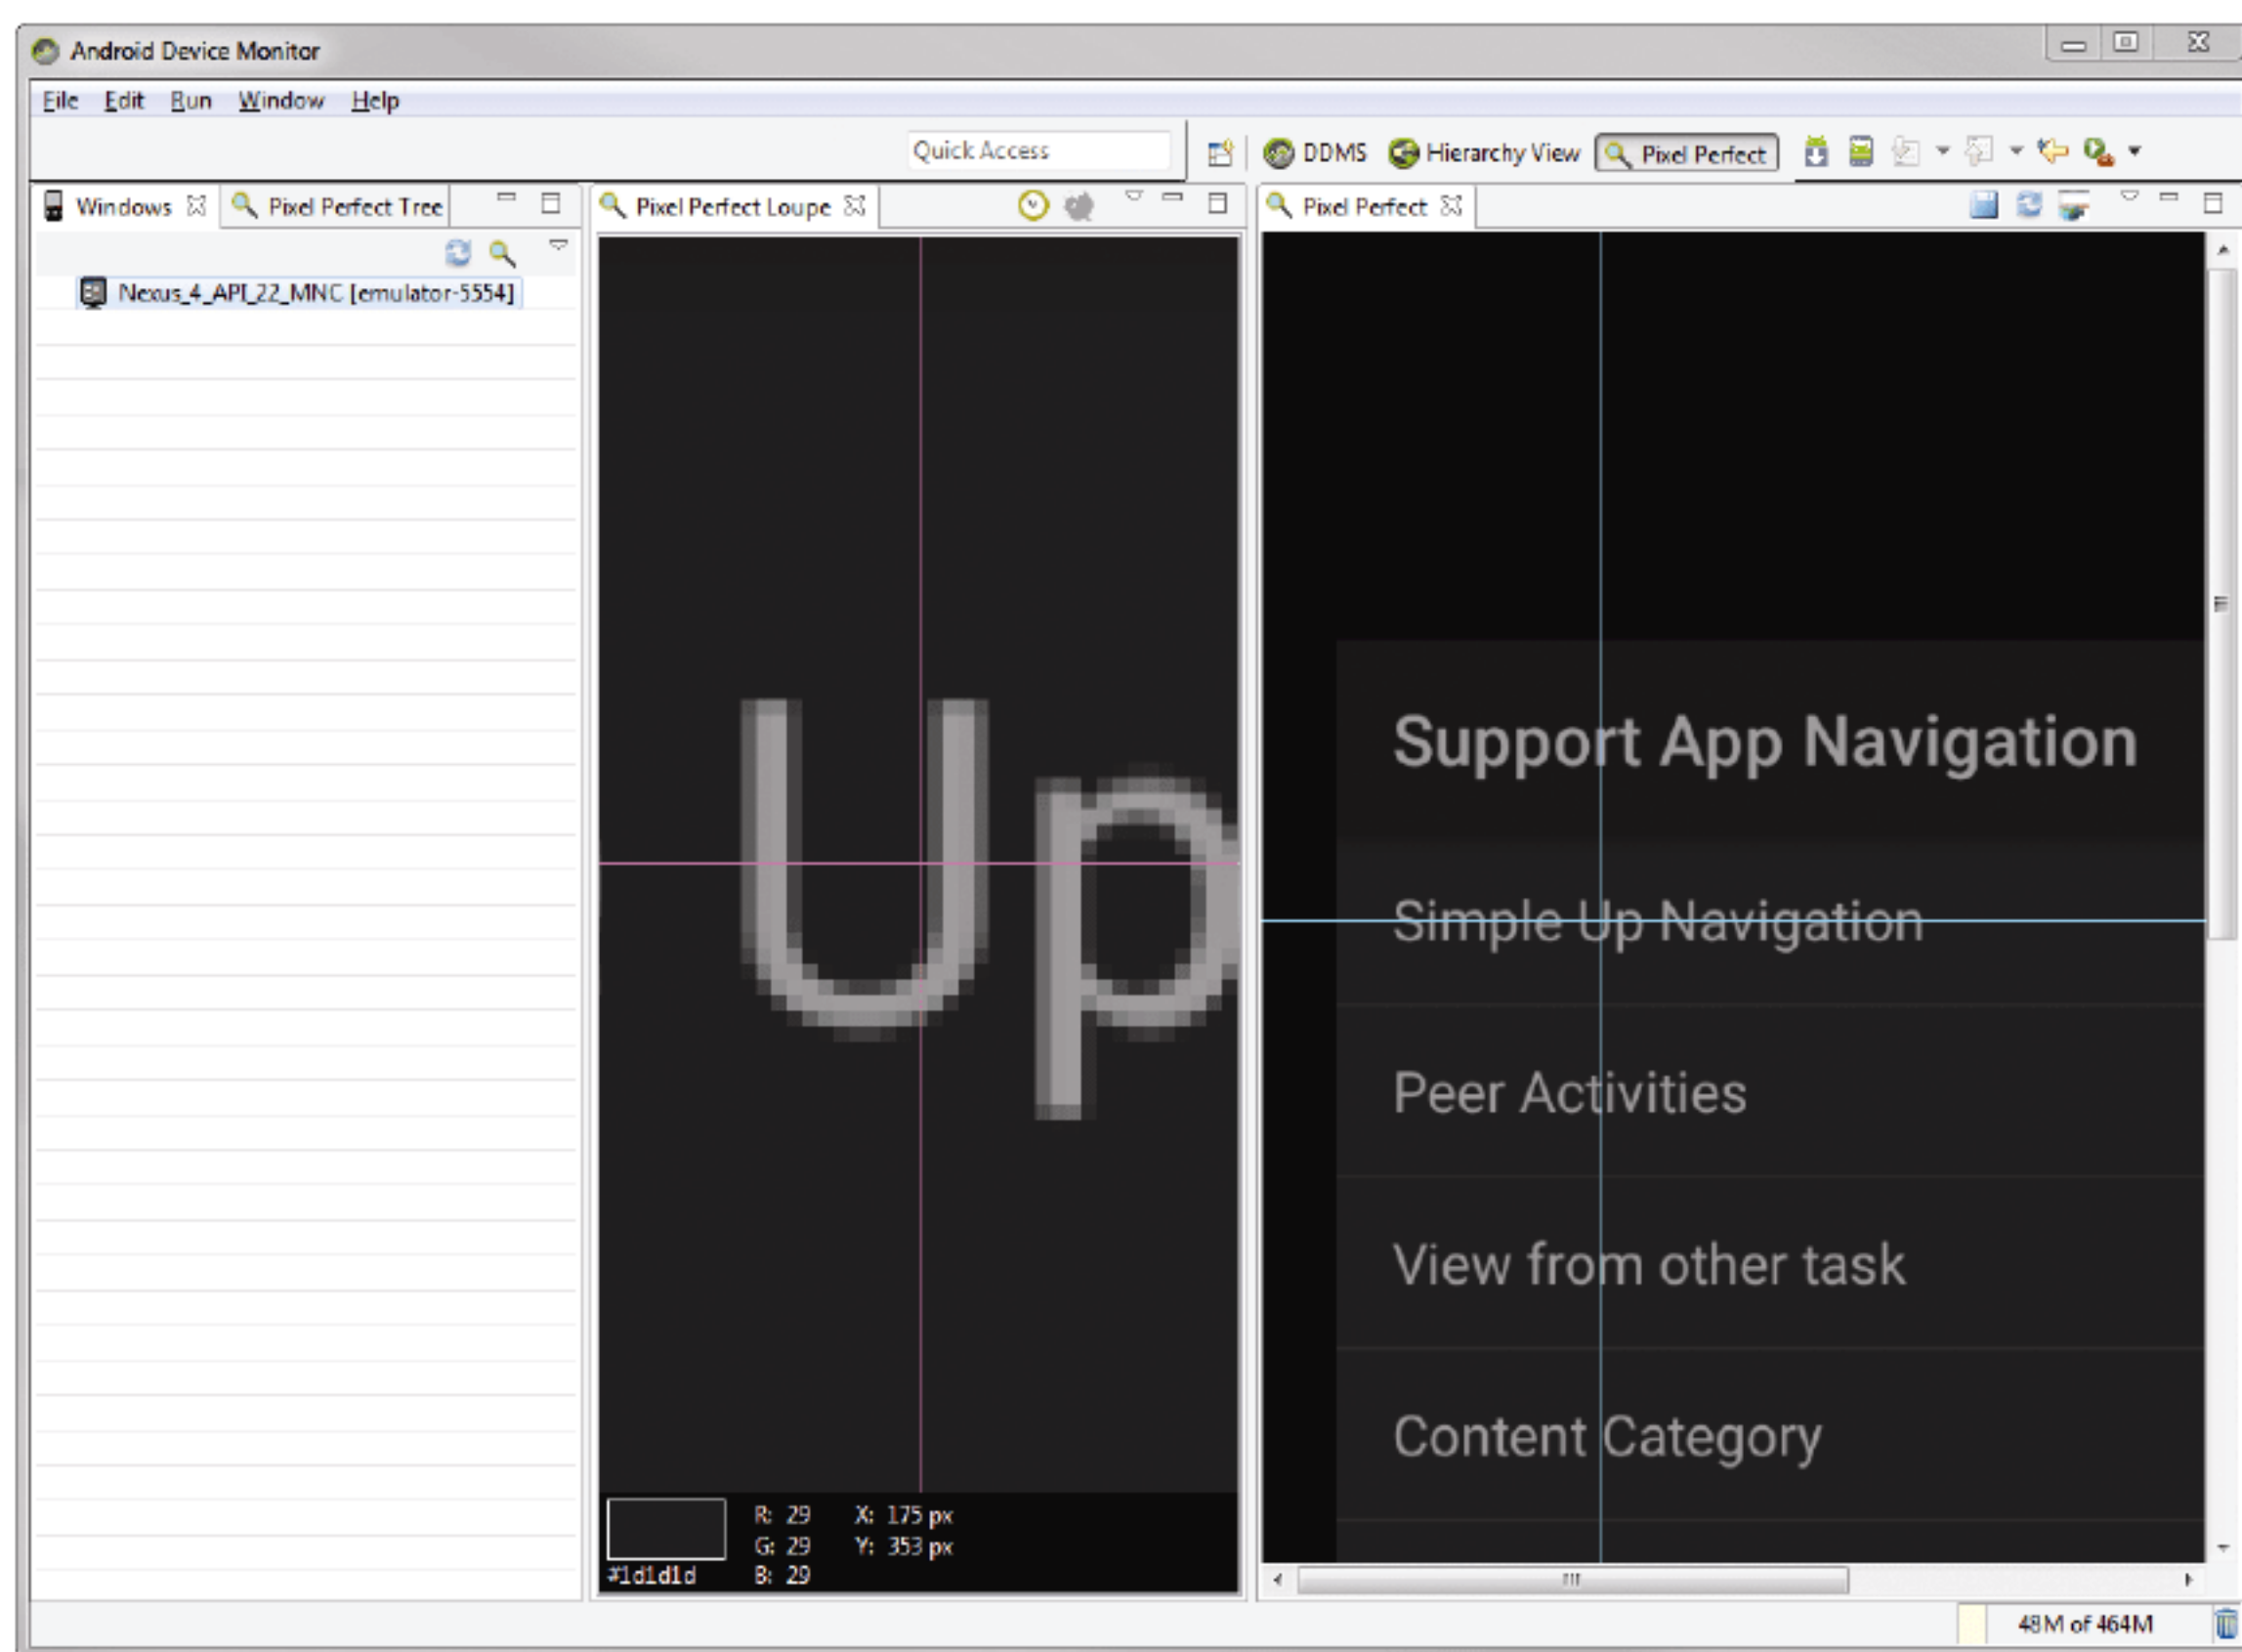 Android Device Monitor
File Edit Run Window Help
Quick Access DDMS Hierarchy View Pixel Perfect
Windows Pixel Perfect Tree
Nexus_4_API_22_MNC [emulator-5554]
Pixel Perfect Loupe
Up
R: 29 X: 175 px
G: 29 Y: 353 px
#1d1d1d B: 29
Pixel Perfect
Support App Navigation
Simple Up Navigation
Peer Activities
View from other task
Content Category
48M of 464M